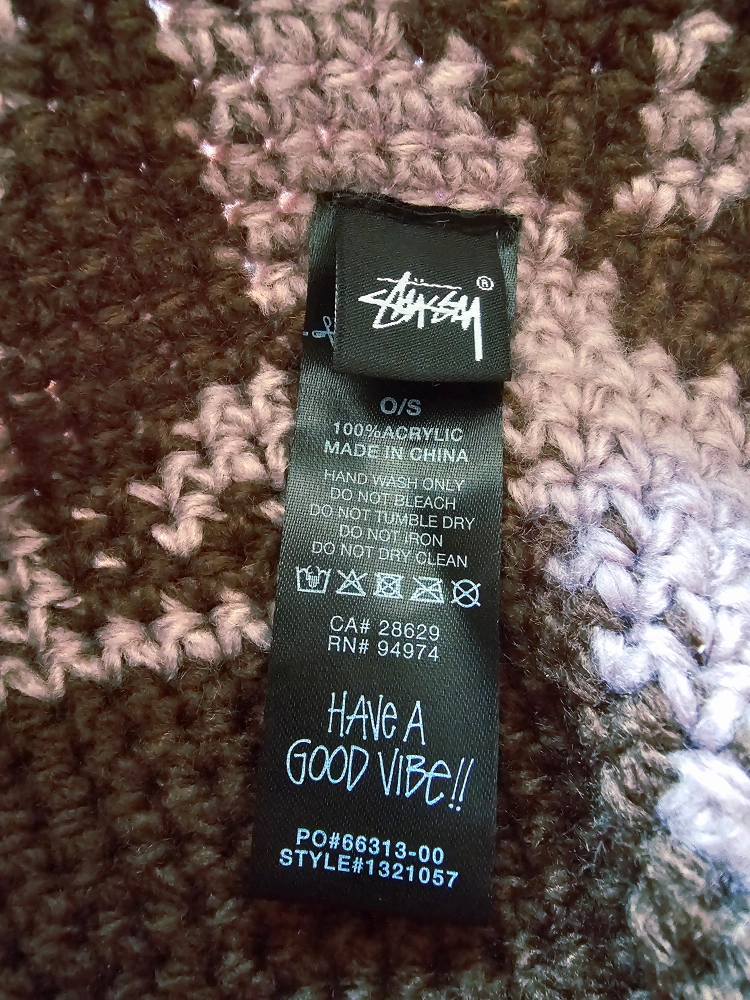 Stüssy ®
O/S
100%ACRYLIC
MADE IN CHINA
HAND WASH ONLY
DO NOT BLEACH
DO NOT TUMBLE DRY
DO NOT IRON
DO NOT DRY CLEAN
CA# 28629
RN# 94974
HAVE A
GOOD VIBE!!
PO#66313-00
STYLE#1321057